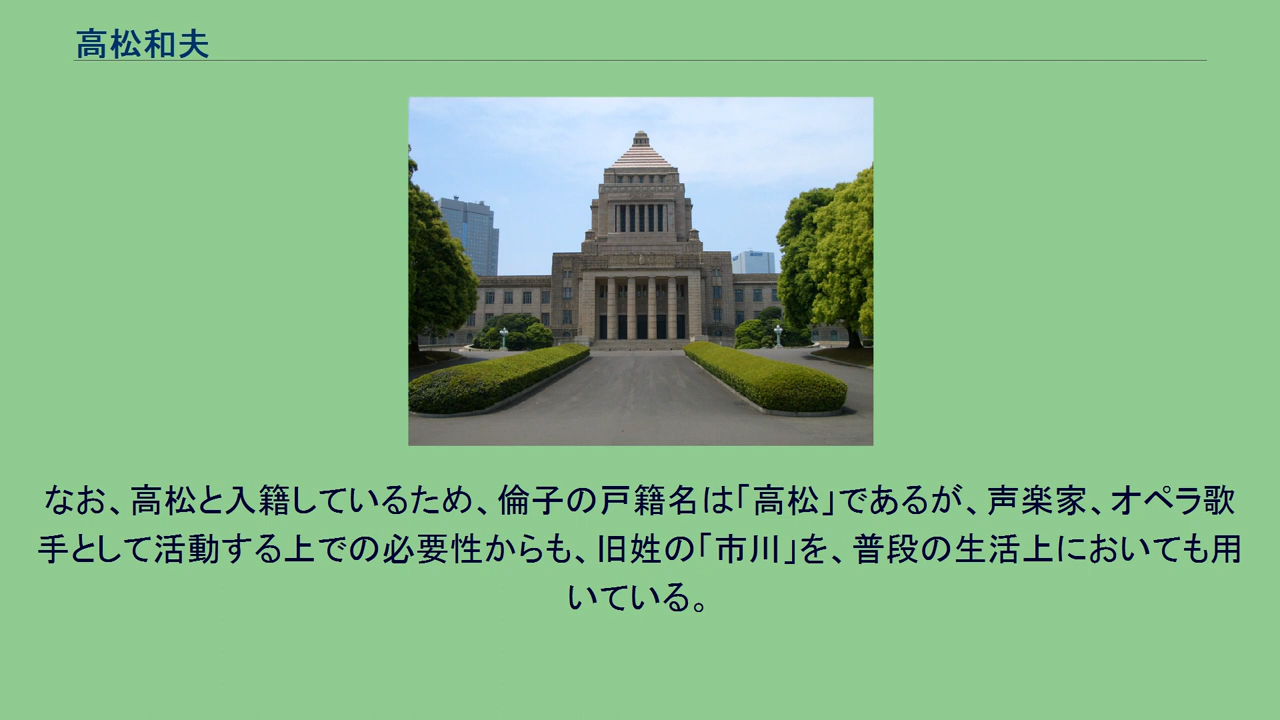 高松和夫
なお、高松と入籍しているため、倫子の戸籍名は「高松」であるが、声楽家、オペラ歌
手として活動する上での必要性からも、旧姓の「市川」を、普段の生活上においても用
いている。